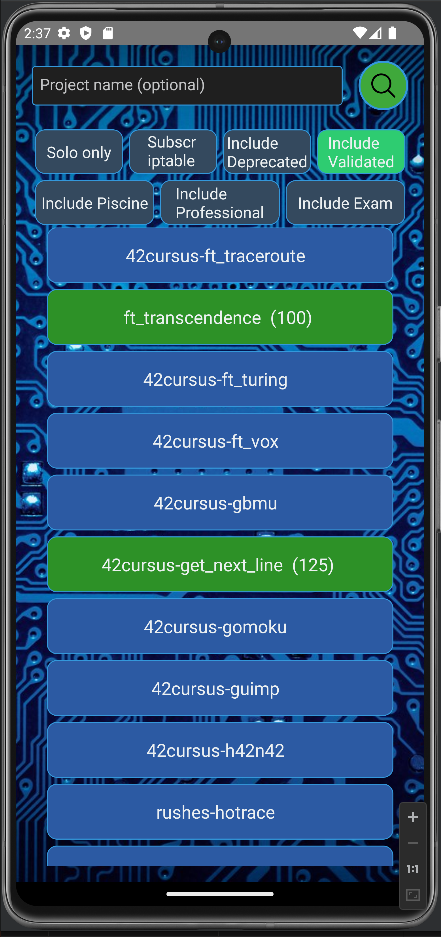 2:37
Project name (optional)
Solo only
Subscr
iptable
Include
Deprecated
Include
Validated
Include Piscine
Include
Professional
Include Exam
42cursus-ft_traceroute
ft_transcendence (100)
42cursus-ft_turing
42cursus-ft_vox
42cursus-gbmu
42cursus-get_next_line (125)
42cursus-gomoku
42cursus-guimp
42cursus-h42n42
rushes-hotrace
1:1